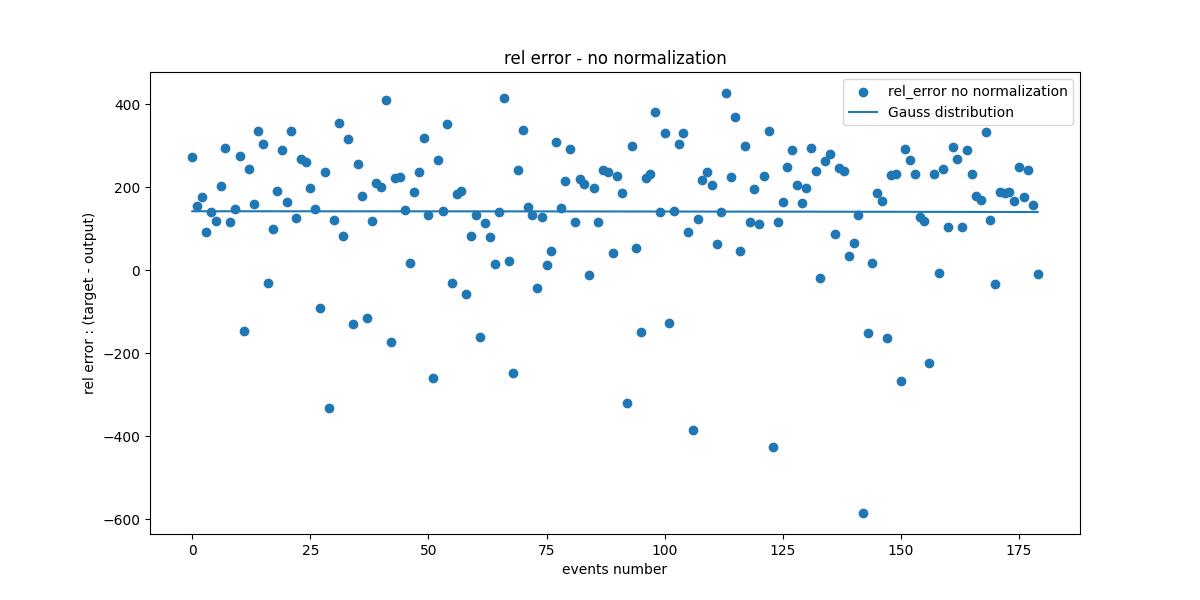 rel error - no normalization
rel_error no normalization
Gauss distribution
400
200
0
−200
−400
−600
rel error : (target - output)
0 25 50 75 100 125 150 175
events number